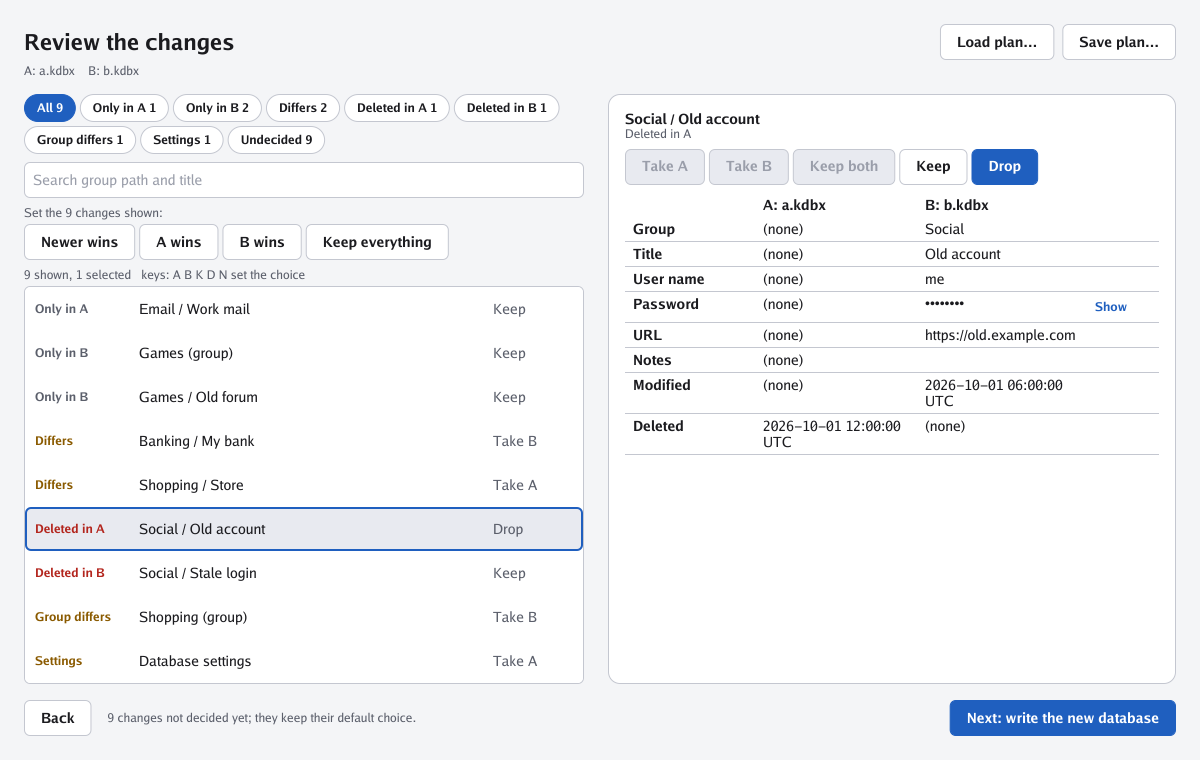 Review the changes
Load plan...
Save plan...
A: a.kdbx B: b.kdbx
All 9
Only in A 1
Only in B 2
Differs 2
Deleted in A 1
Deleted in B 1
Group differs 1
Settings 1
Undecided 9
Search group path and title
Set the 9 changes shown:
Newer wins
A wins
B wins
Keep everything
9 shown, 1 selected keys: A B K D N set the choice
Only in A Email / Work mail Keep
Only in B Games (group) Keep
Only in B Games / Old forum Keep
Differs Banking / My bank Take B
Differs Shopping / Store Take A
Deleted in A Social / Old account Drop
Deleted in B Social / Stale login Keep
Group differs Shopping (group) Take B
Settings Database settings Take A
Social / Old account
Deleted in A
Take A
Take B
Keep both
Keep
Drop
A: a.kdbx B: b.kdbx
Group (none) Social
Title (none) Old account
User name (none) me
Password (none) •••••••• Show
URL (none) https://old.example.com
Notes (none)
Modified (none) 2026-10-01 06:00:00
UTC
Deleted 2026-10-01 12:00:00 (none)
UTC
Back
9 changes not decided yet; they keep their default choice.
Next: write the new database